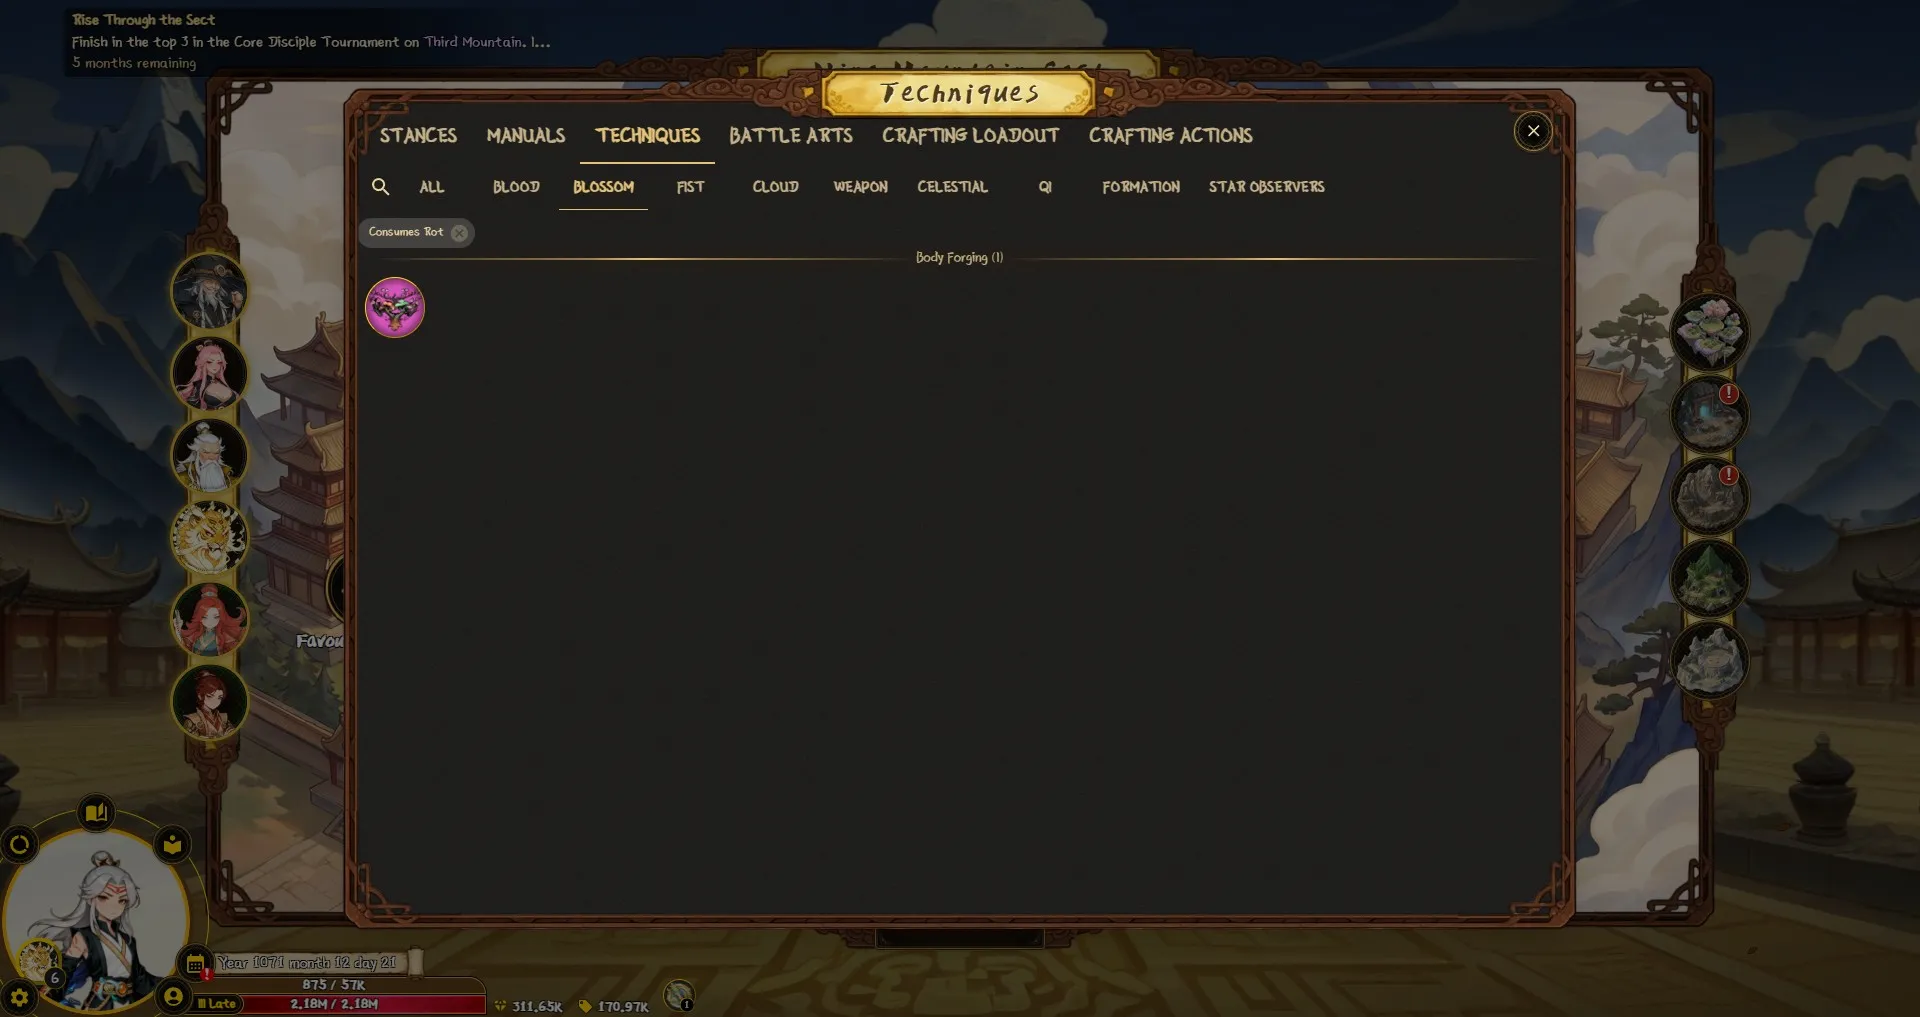 Rise Through the Sect
Finish in the top 3 in the Core Disciple Tournament on Third Mountain. I...
5 months remaining
Techniques
STANCES MANUALS TECHNIQUES BATTLE ARTS CRAFTING LOADOUT CRAFTING ACTIONS
ALL BLOOD BLOSSOM FIST CLOUD WEAPON CELESTIAL QI FORMATION STAR OBSERVERS
Consumes Rot
Body Forging (1)
Favou
Year 1071 month 12 day 21
6
875 / 57K
III Late
2.18M / 2.18M
311.65K
170.97K
1